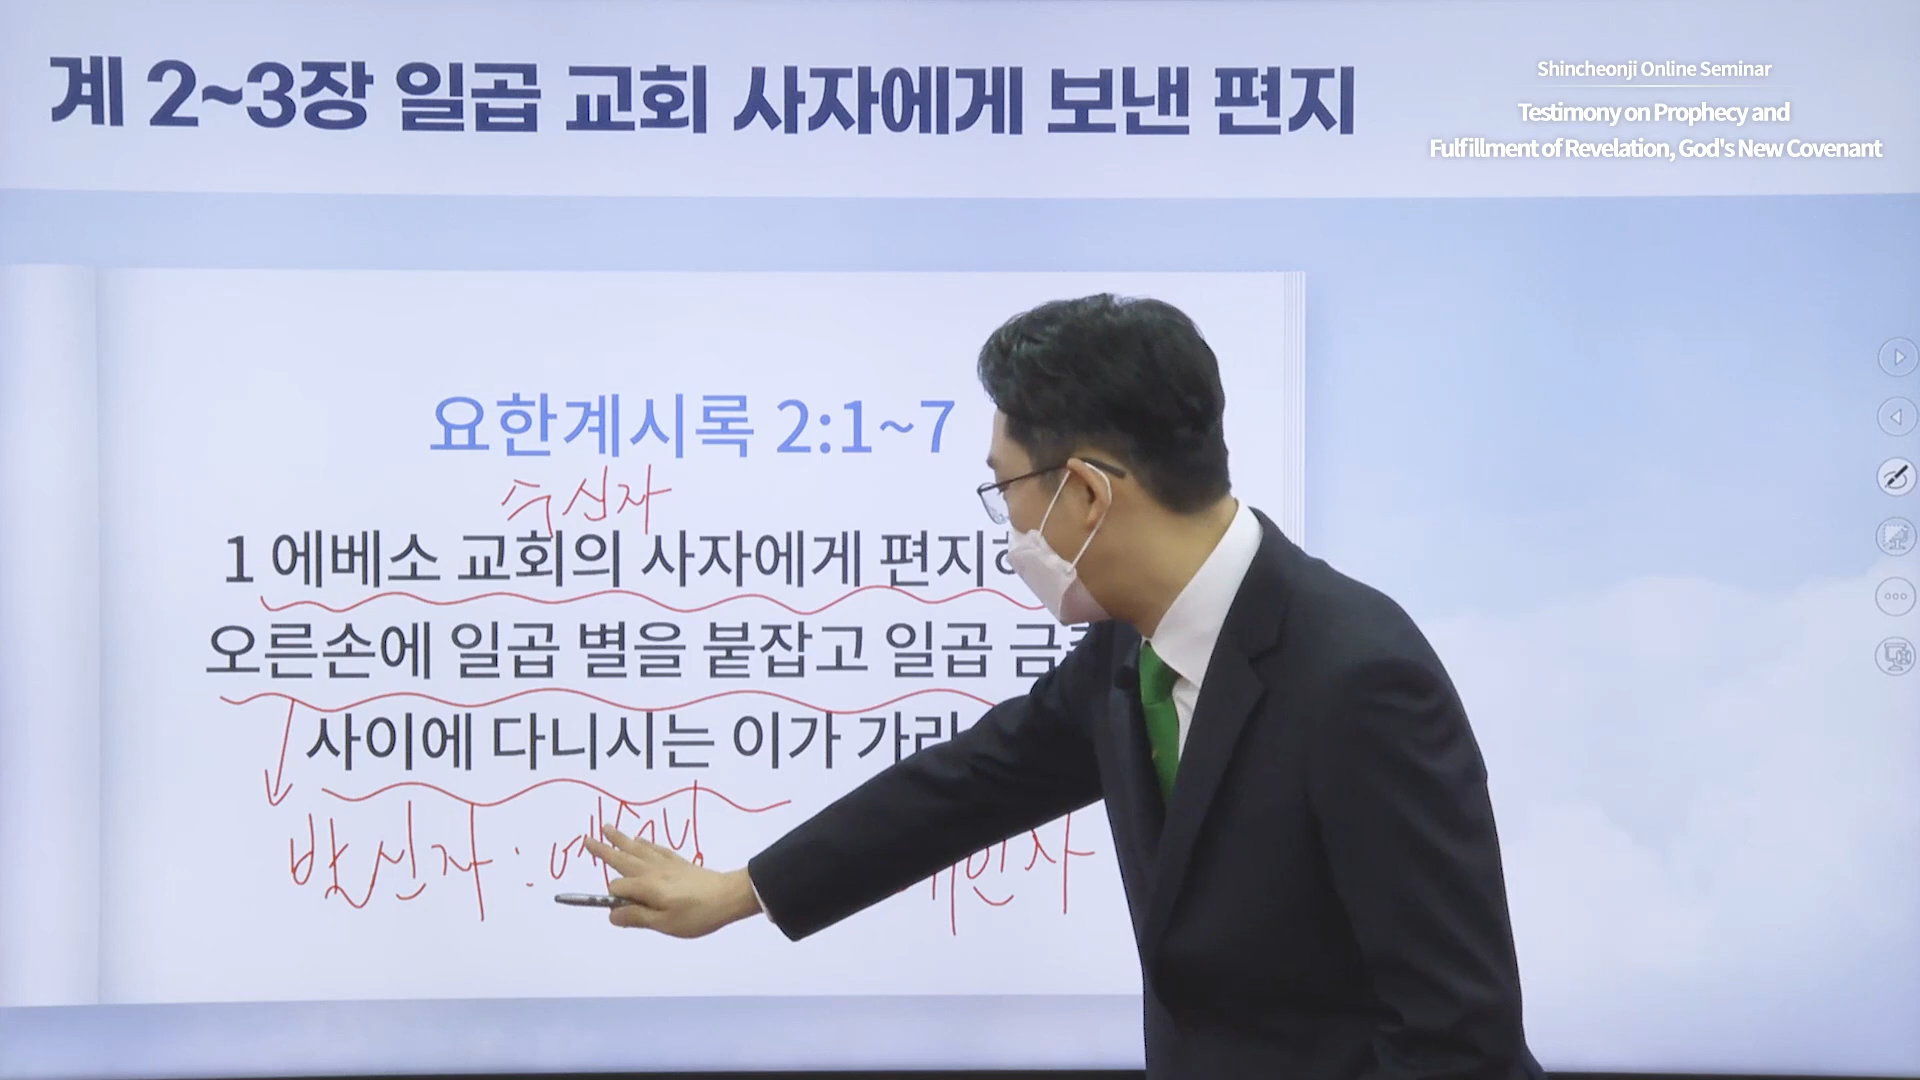 계 2~3장 일곱 교회 사자에게 보낸 편지
Shincheonji Online Seminar
Testimony on Prophecy and
Fulfillment of Revelation, God's New Covenant
요한계시록 2:1~7
수신자
1 에베소 교회의 사자에게 편지하
오른손에 일곱 별을 붙잡고 일곱
사이에 다니시는 이가
발신자 :